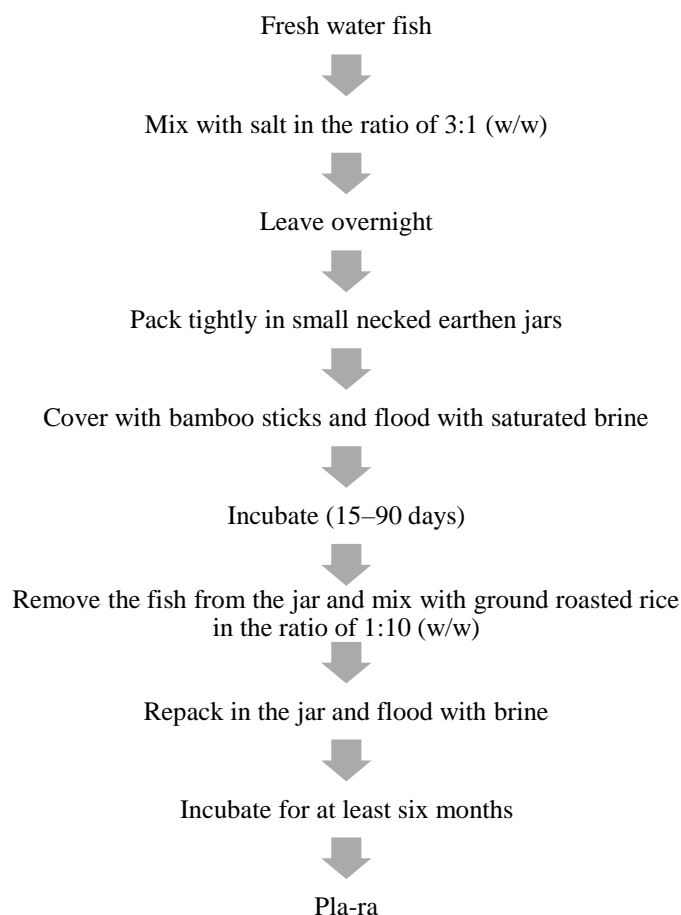 Fresh water fish
Mix with salt in the ratio of 3:1 (w/w)
Leave overnight
Pack tightly in small necked earthen jars
Cover with bamboo sticks and flood with saturated brine
Incubate (15–90 days)
Remove the fish from the jar and mix with ground roasted rice
in the ratio of 1:10 (w/w)
Repack in the jar and flood with brine
Incubate for at least six months
Pla-ra